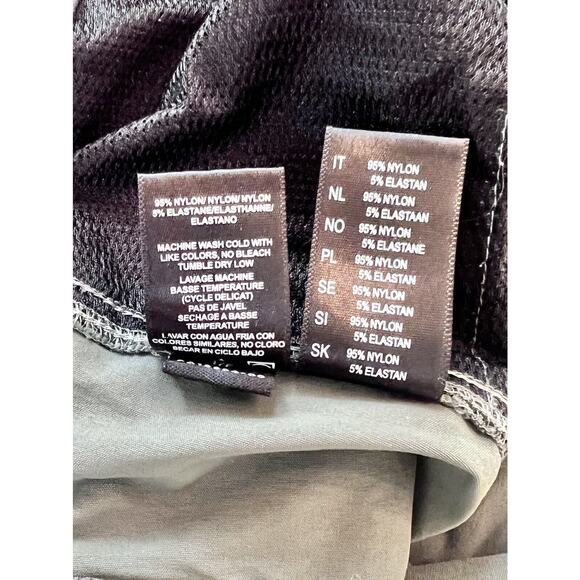 95% NYLON/ NYLON/ NYLON
5% ELASTANE/ELASTHANNE/
ELASTANO
MACHINE WASH COLD WITH
LIKE COLORS, NO BLEACH
TUMBLE DRY LOW
LAVAGE MACHINE
BASSE TEMPERATURE
(CYCLE DELICAT)
PAS DE JAVEL
SECHAGE A BASSE
TEMPERATURE
LAVAR CON AGUA FRIA CON
COLORES SIMILARES, NO CLORO
SECAR EN CICLO BAJO
IT 95% NYLON
5% ELASTAN
NL 95% NYLON
5% ELASTAAN
NO 95% NYLON
5% ELASTANE
PL 95% NYLON
5% ELASTAN
SE 95% NYLON
5% ELASTAN
SI 95% NYLON
5% ELASTAN
SK 95% NYLON
5% ELASTAN